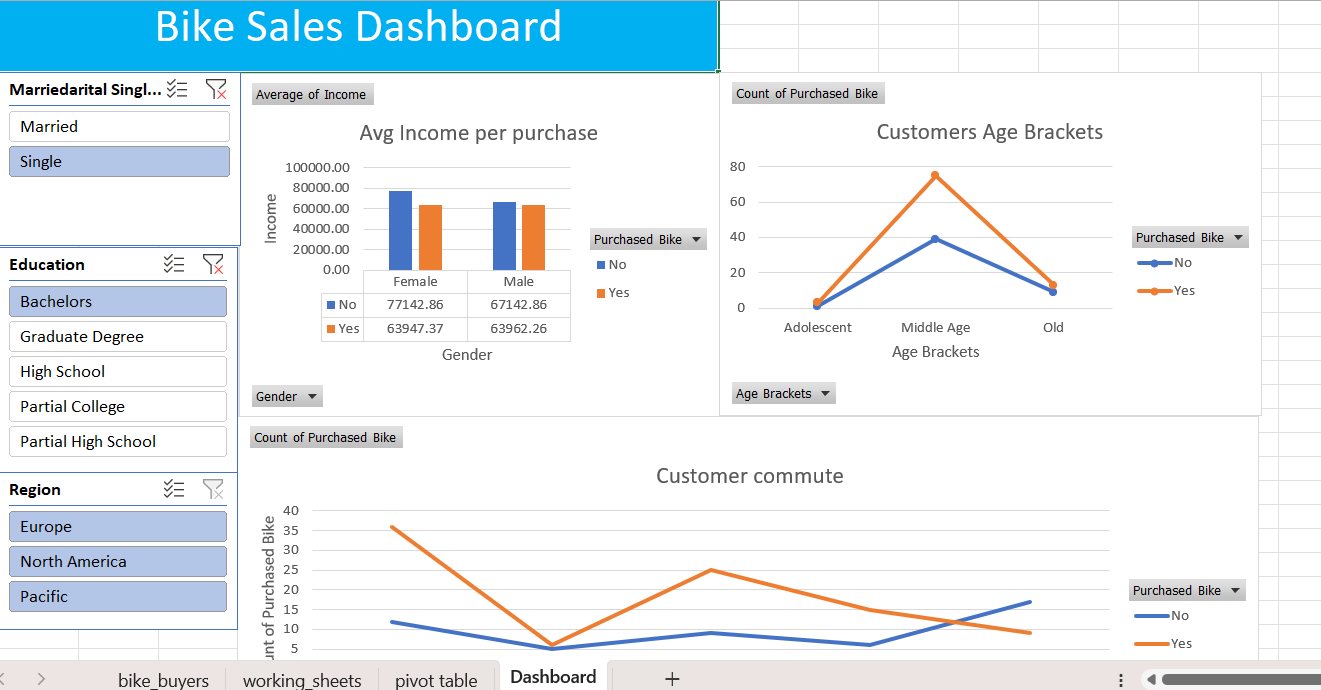 Bike Sales Dashboard
Marriedarital Singl...
Married
Single
Education
Bachelors
Graduate Degree
High School
Partial College
Partial High School
Region
Europe
North America
Pacific
Average of Income
Avg Income per purchase
100000.00
80000.00
60000.00
40000.00
20000.00
0.00
Income
Female Male
No 77142.86 67142.86
Yes 63947.37 63962.26
Gender
Purchased Bike
No
Yes
Gender
Count of Purchased Bike
Customers Age Brackets
80
60
40
20
0
Adolescent Middle Age Old
Age Brackets
Purchased Bike
No
Yes
Age Brackets
Count of Purchased Bike
Customer commute
40
35
30
25
20
15
10
5
unt of Purchased Bike
Purchased Bike
No
Yes
bike_buyers working_sheets pivot table Dashboard +